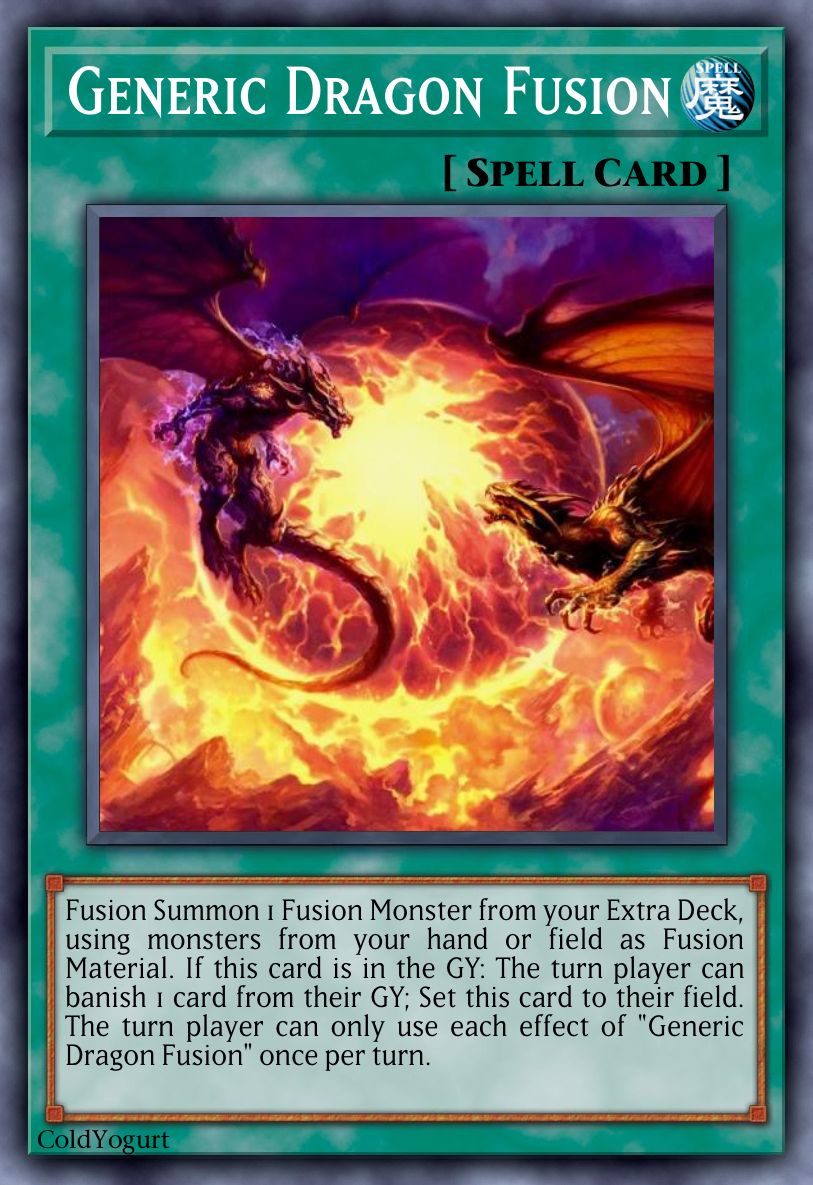 Generic Dragon Fusion
SPELL
魔
[ Spell Card ]
Fusion Summon 1 Fusion Monster from your Extra Deck,
using monsters from your hand or field as Fusion
Material. If this card is in the GY: The turn player can
banish 1 card from their GY; Set this card to their field.
The turn player can only use each effect of "Generic
Dragon Fusion" once per turn.
ColdYogurt